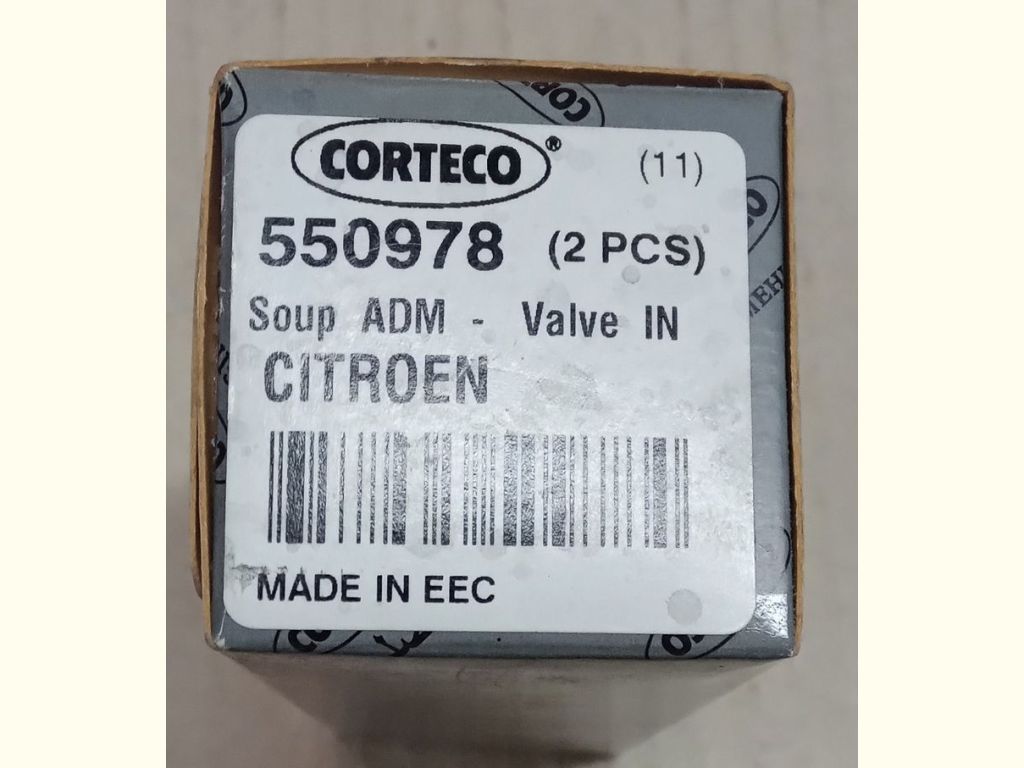 CORTECO® (11)
550978 (2 PCS)
Soup ADM - Valve IN
CITROEN
MADE IN EEC